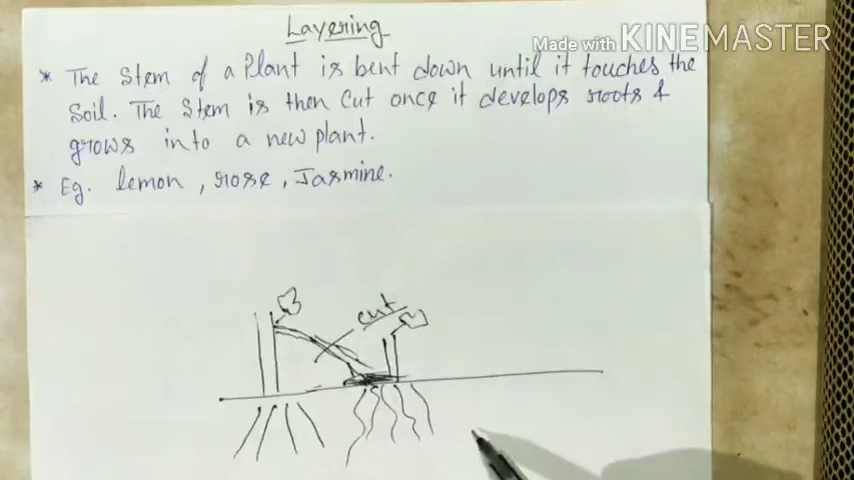 Layering
Made with KINEMASTER
* The Stem of a Plant is bent down until it touches the
Soil. The Stem is then Cut once it develops roots &
grows into a new plant.
* Eg. lemon, rose, Jasmine.
cut